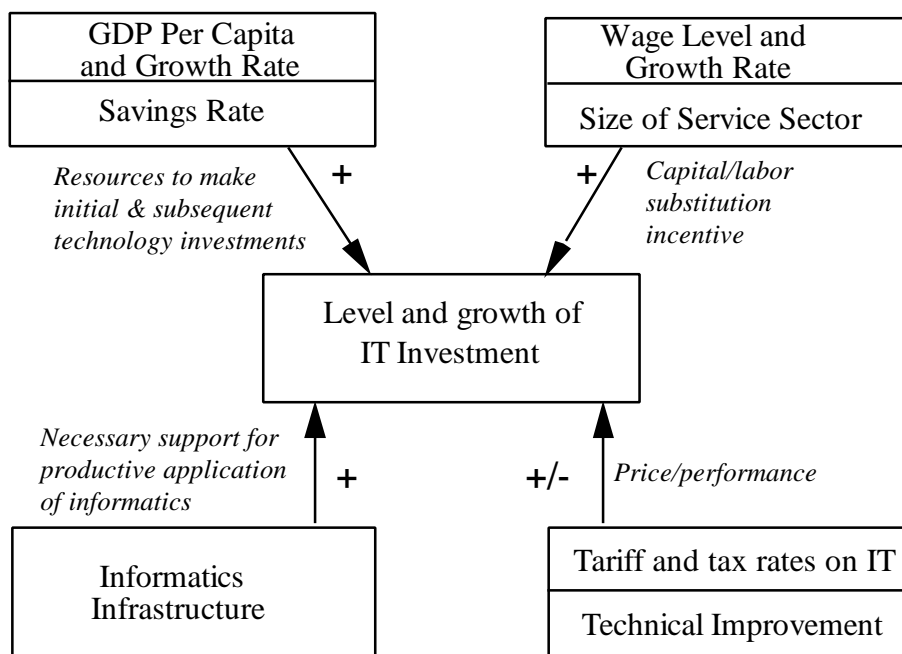 GDP Per Capita
and Growth Rate
Savings Rate
Wage Level and
Growth Rate
Size of Service Sector
Resources to make
initial & subsequent
technology investments
+
+
Capital/labor
substitution
incentive
Level and growth of
IT Investment
Necessary support for
productive application
of informatics
+
+/-
Price/performance
Informatics
Infrastructure
Tariff and tax rates on IT
Technical Improvement